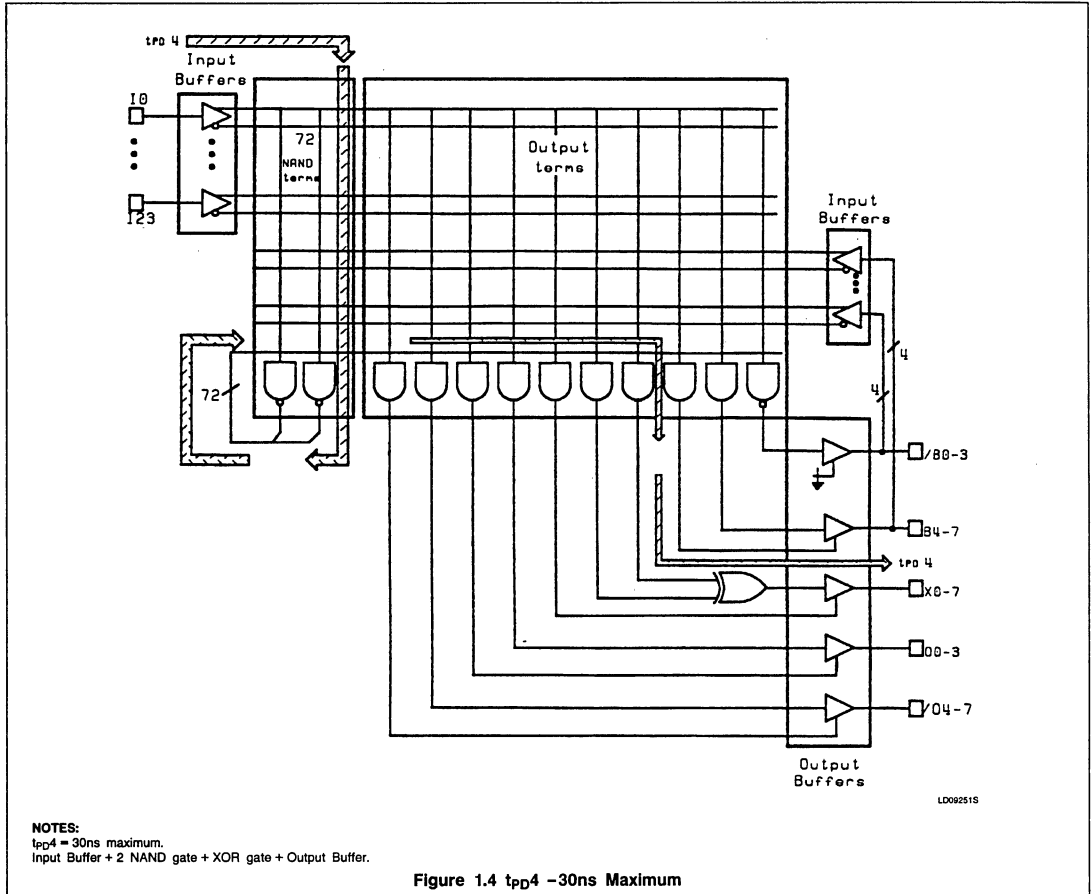 tPD 4
Input
Buffers
I0
I23
72
NAND
terms
Output
terms
Input
Buffers
4
4
72
/B0-3
B4-7
tPD 4
X0-7
O0-3
/O4-7
Output
Buffers
LD09251S
NOTES:
tPD4 = 30ns maximum.
Input Buffer + 2 NAND gate + XOR gate + Output Buffer.
Figure 1.4 tPD4 –30ns Maximum